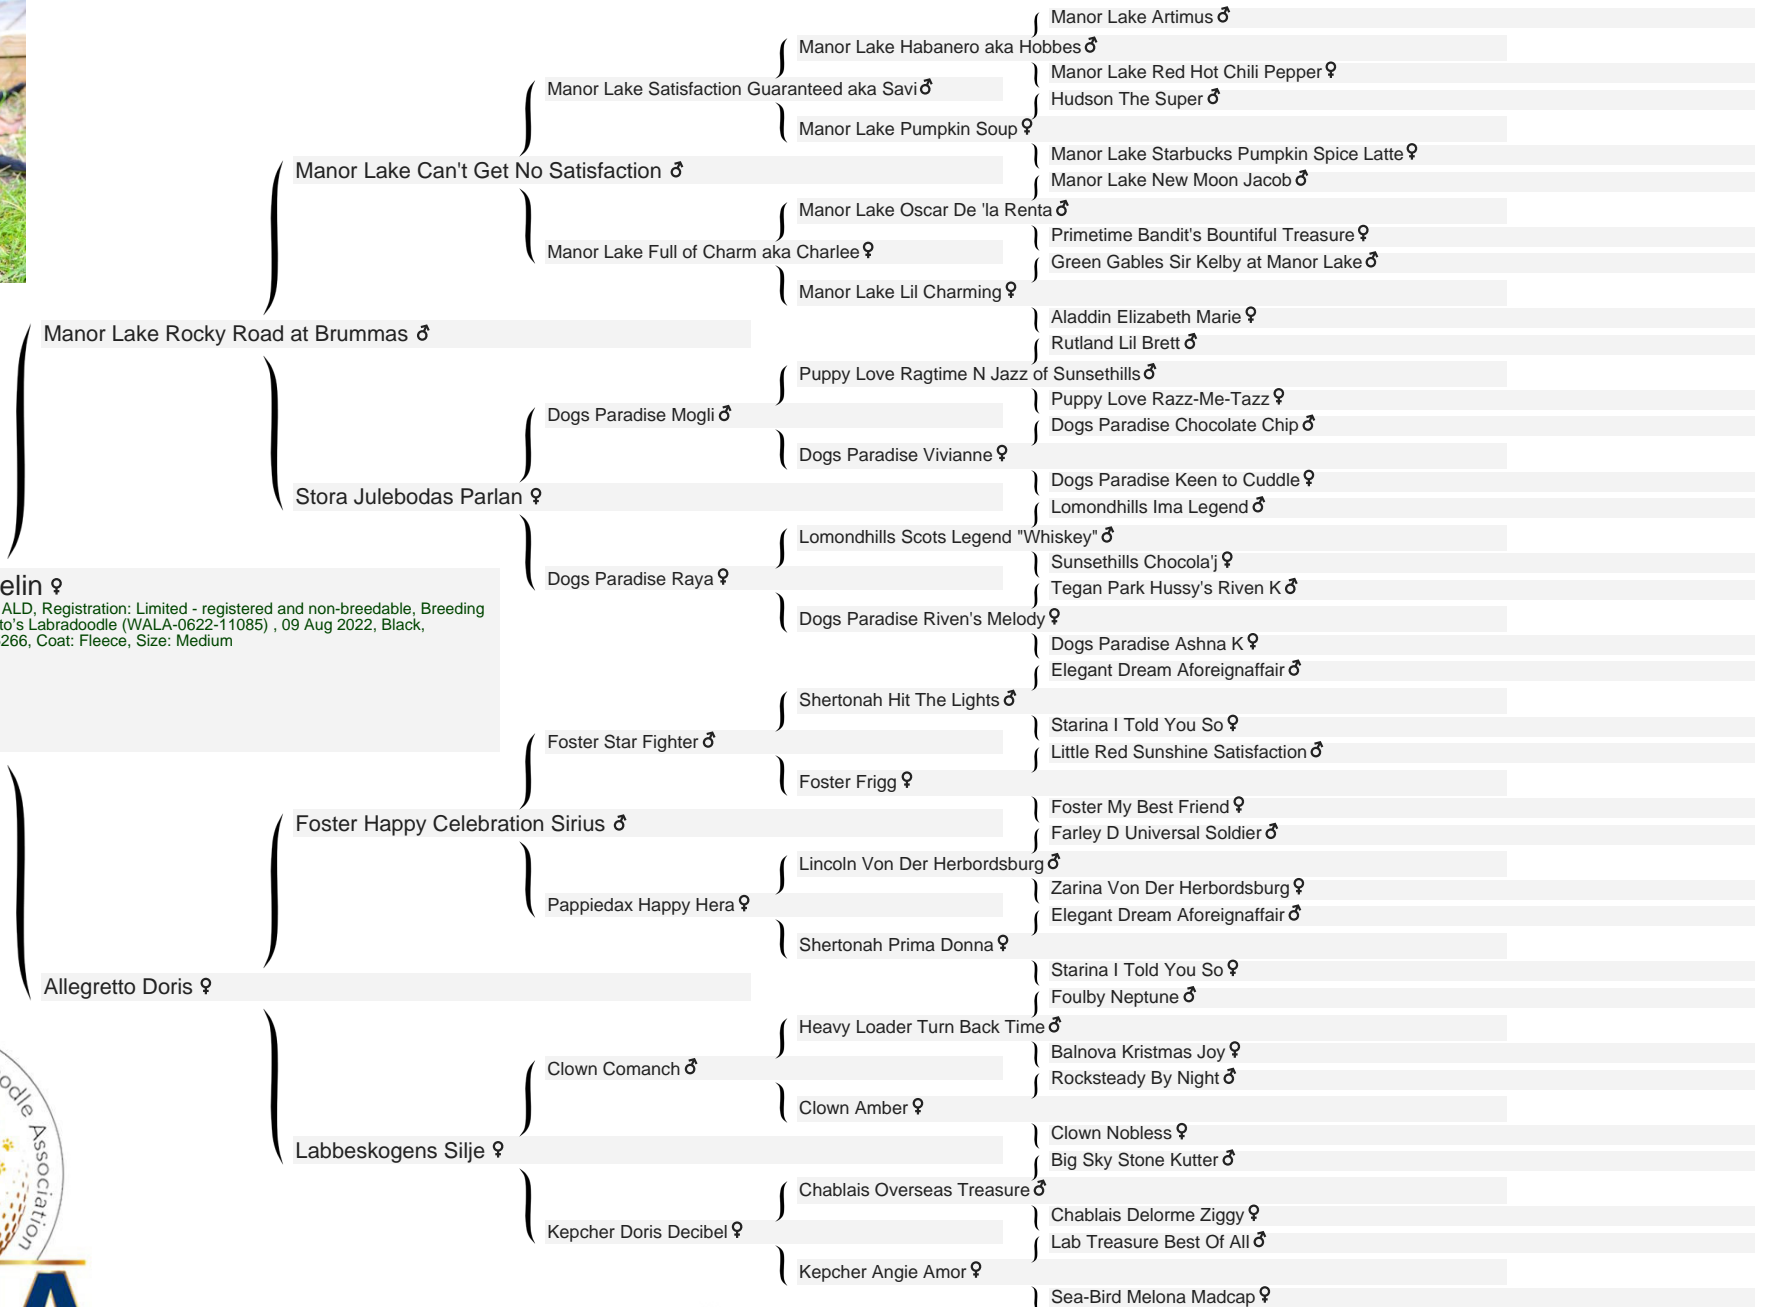 Manor Lake Artimus ♂
Manor Lake Habanero aka Hobbes ♂
Manor Lake Red Hot Chili Pepper ♀
Manor Lake Satisfaction Guaranteed aka Savi ♂
Hudson The Super ♂
Manor Lake Pumpkin Soup ♀
Manor Lake Starbucks Pumpkin Spice Latte ♀
Manor Lake Can't Get No Satisfaction ♂
Manor Lake New Moon Jacob ♂
Manor Lake Oscar De 'la Renta ♂
Primetime Bandit's Bountiful Treasure ♀
Manor Lake Full of Charm aka Charlee ♀
Green Gables Sir Kelby at Manor Lake ♂
Manor Lake Lil Charming ♀
Aladdin Elizabeth Marie ♀
Manor Lake Rocky Road at Brummas ♂
Rutland Lil Brett ♂
Puppy Love Ragtime N Jazz of Sunsethills ♂
Puppy Love Razz-Me-Tazz ♀
Dogs Paradise Mogli ♂
Dogs Paradise Chocolate Chip ♂
Dogs Paradise Vivianne ♀
Dogs Paradise Keen to Cuddle ♀
Stora Julebodas Parlan ♀
Lomondhills Ima Legend ♂
Lomondhills Scots Legend "Whiskey" ♂
Sunsethills Chocola'j ♀
Dogs Paradise Raya ♀
Tegan Park Hussy's Riven K ♂
elin ♀
ALD, Registration: Limited - registered and non-breedable, Breeding
to's Labradoodle (WALA-0622-11085) , 09 Aug 2022, Black,
266, Coat: Fleece, Size: Medium
Dogs Paradise Riven's Melody ♀
Dogs Paradise Ashna K ♀
Elegant Dream Aforeignaffair ♂
Shertonah Hit The Lights ♂
Starina I Told You So ♀
Foster Star Fighter ♂
Little Red Sunshine Satisfaction ♂
Foster Frigg ♀
Foster My Best Friend ♀
Foster Happy Celebration Sirius ♂
Farley D Universal Soldier ♂
Lincoln Von Der Herbordsburg ♂
Zarina Von Der Herbordsburg ♀
Pappiedax Happy Hera ♀
Elegant Dream Aforeignaffair ♂
Shertonah Prima Donna ♀
Starina I Told You So ♀
Allegretto Doris ♀
Foulby Neptune ♂
Heavy Loader Turn Back Time ♂
Balnova Kristmas Joy ♀
Clown Comanch ♂
Rocksteady By Night ♂
Clown Amber ♀
Clown Nobless ♀
Labbeskogens Silje ♀
Big Sky Stone Kutter ♂
Chablais Overseas Treasure ♂
Chablais Delorme Ziggy ♀
Kepcher Doris Decibel ♀
Lab Treasure Best Of All ♂
Kepcher Angie Amor ♀
Sea-Bird Melona Madcap ♀
oodle Association
A